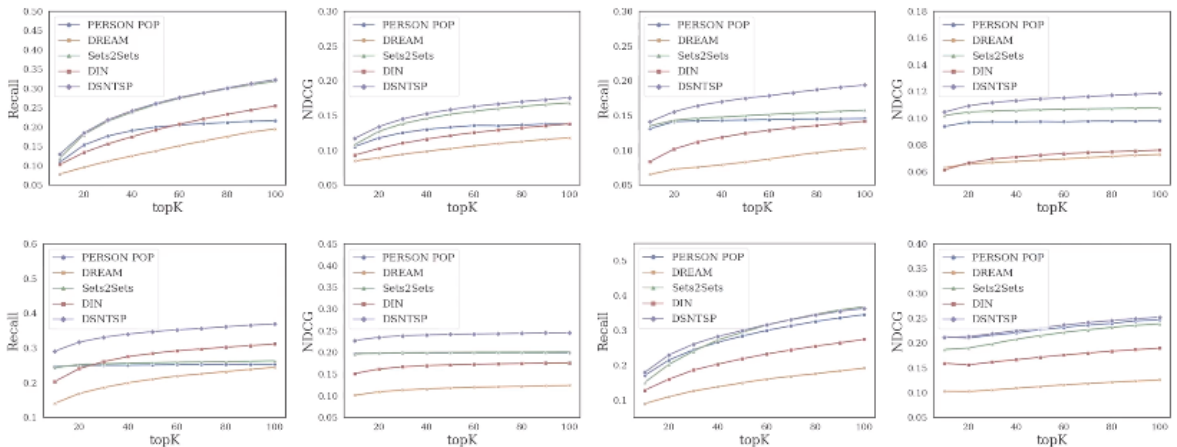 0.50
0.45
0.40
0.35
0.30
0.25
0.20
0.15
0.10
0.05
Recall
PERSON POP
DREAM
Sets2Sets
DIN
DSNTSP
20 40 60 80 100
topK
0.30
0.25
0.20
0.15
0.10
0.05
NDCG
PERSON POP
DREAM
Sets2Sets
DIN
DSNTSP
20 40 60 80 100
topK
0.30
0.25
0.20
0.15
0.10
0.05
Recall
PERSON POP
DREAM
Sets2Sets
DIN
DSNTSP
20 40 60 80 100
topK
0.18
0.16
0.14
0.12
0.10
0.08
0.06
NDCG
PERSON POP
DREAM
Sets2Sets
DIN
DSNTSP
20 40 60 80 100
topK
0.6
0.5
0.4
0.3
0.2
0.1
Recall
PERSON POP
DREAM
Sets2Sets
DIN
DSNTSP
20 40 60 80 100
topK
0.45
0.40
0.35
0.30
0.25
0.20
0.15
0.10
0.05
NDCG
PERSON POP
DREAM
Sets2Sets
DIN
DSNTSP
20 40 60 80 100
topK
0.5
0.4
0.3
0.2
0.1
Recall
PERSON POP
DREAM
Sets2Sets
DIN
DSNTSP
20 40 60 80 100
topK
0.40
0.35
0.30
0.25
0.20
0.15
0.10
0.05
NDCG
PERSON POP
DREAM
Sets2Sets
DIN
DSNTSP
20 40 60 80 100
topK